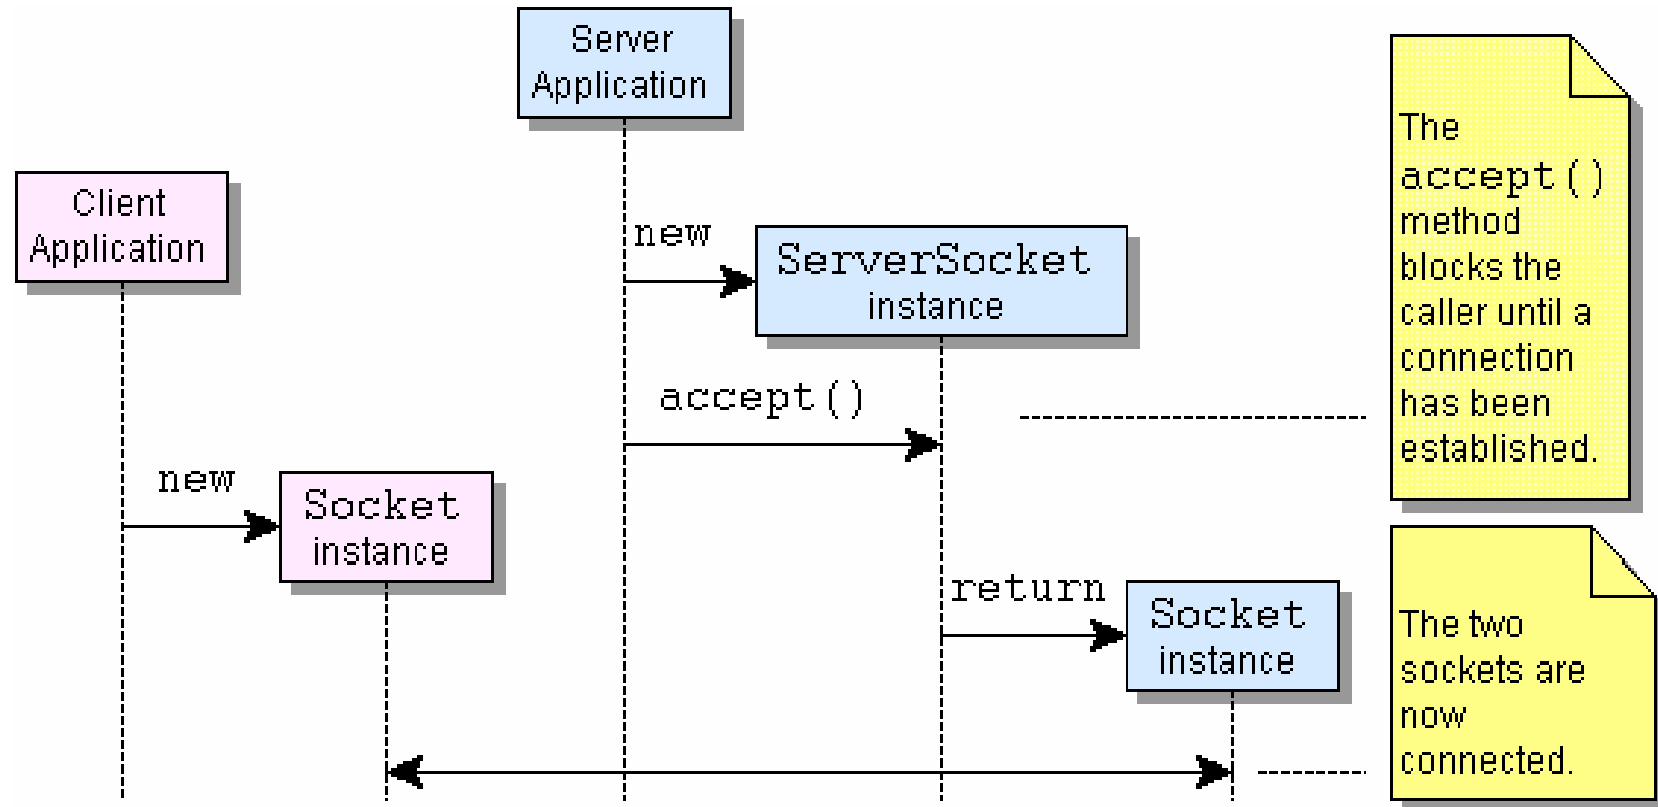 Server
Application
Client
Application
new
ServerSocket
instance
accept()
new
Socket
instance
return
Socket
instance
The
accept()
method
blocks the
caller until a
connection
has been
established.
The two
sockets are
now
connected.